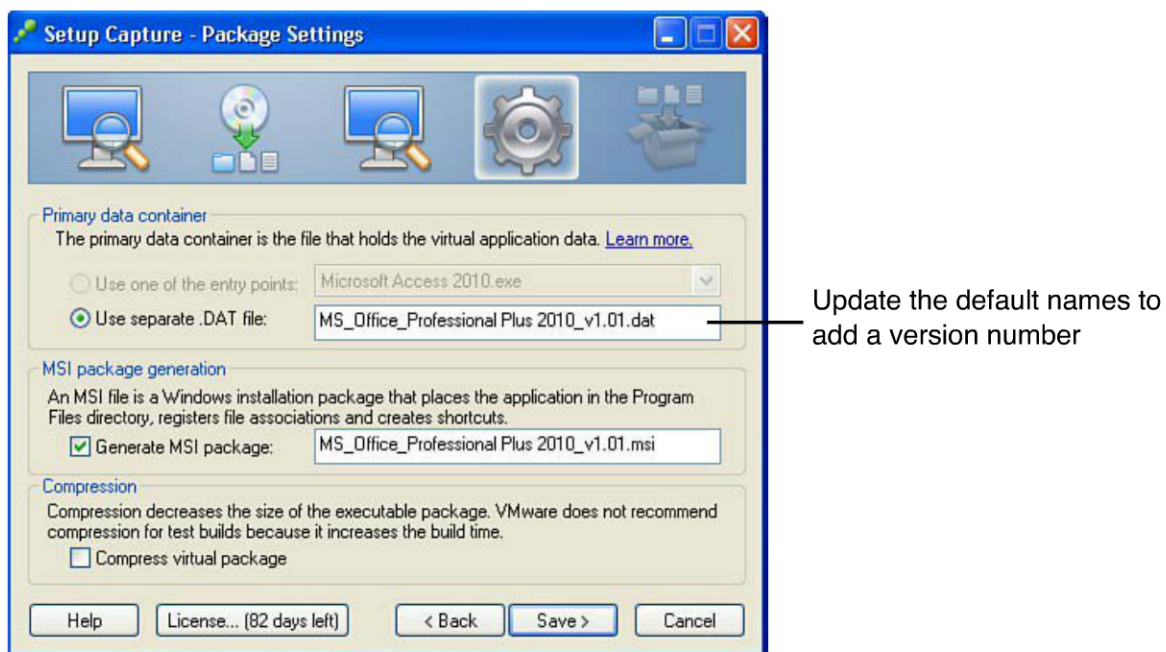 Setup Capture - Package Settings
Primary data container
The primary data container is the file that holds the virtual application data. Learn more.
Use one of the entry points: Microsoft Access 2010.exe
Use separate .DAT file: MS_Office_Professional Plus 2010_v1.01.dat
Update the default names to
add a version number
MSI package generation
An MSI file is a Windows installation package that places the application in the Program
Files directory, registers file associations and creates shortcuts.
Generate MSI package: MS_Office_Professional Plus 2010_v1.01.msi
Compression
Compression decreases the size of the executable package. VMware does not recommend
compression for test builds because it increases the build time.
Compress virtual package
Help License... (82 days left) < Back Save > Cancel